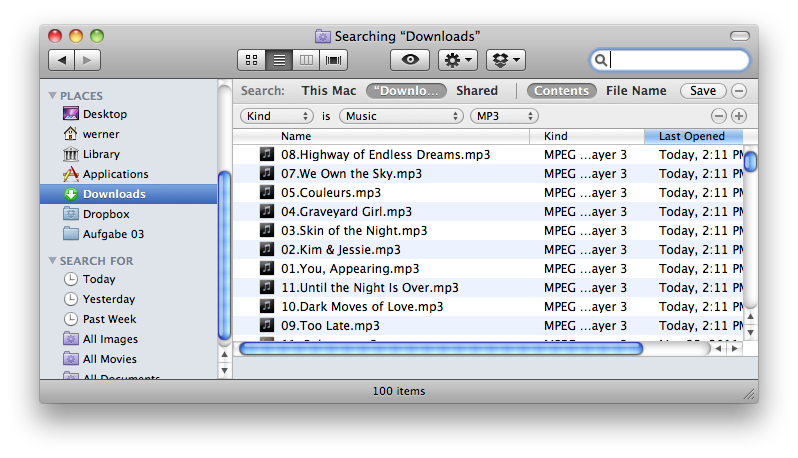 Searching “Downloads”
Search: This Mac “Downlo... Shared Contents File Name Save
Kind is Music MP3
Name Kind Last Opened
08.Highway of Endless Dreams.mp3 MPEG ...ayer 3 Today, 2:11 PM
07.We Own the Sky.mp3 MPEG ...ayer 3 Today, 2:11 PM
05.Couleurs.mp3 MPEG ...ayer 3 Today, 2:11 PM
04.Graveyard Girl.mp3 MPEG ...ayer 3 Today, 2:11 PM
03.Skin of the Night.mp3 MPEG ...ayer 3 Today, 2:11 PM
02.Kim & Jessie.mp3 MPEG ...ayer 3 Today, 2:11 PM
01.You, Appearing.mp3 MPEG ...ayer 3 Today, 2:11 PM
11.Until the Night Is Over.mp3 MPEG ...ayer 3 Today, 2:11 PM
10.Dark Moves of Love.mp3 MPEG ...ayer 3 Today, 2:11 PM
09.Too Late.mp3 MPEG ...ayer 3 Today, 2:11 PM
PLACES
Desktop
werner
Library
Applications
Downloads
Dropbox
Aufgabe 03
SEARCH FOR
Today
Yesterday
Past Week
All Images
All Movies
All Documents
100 items